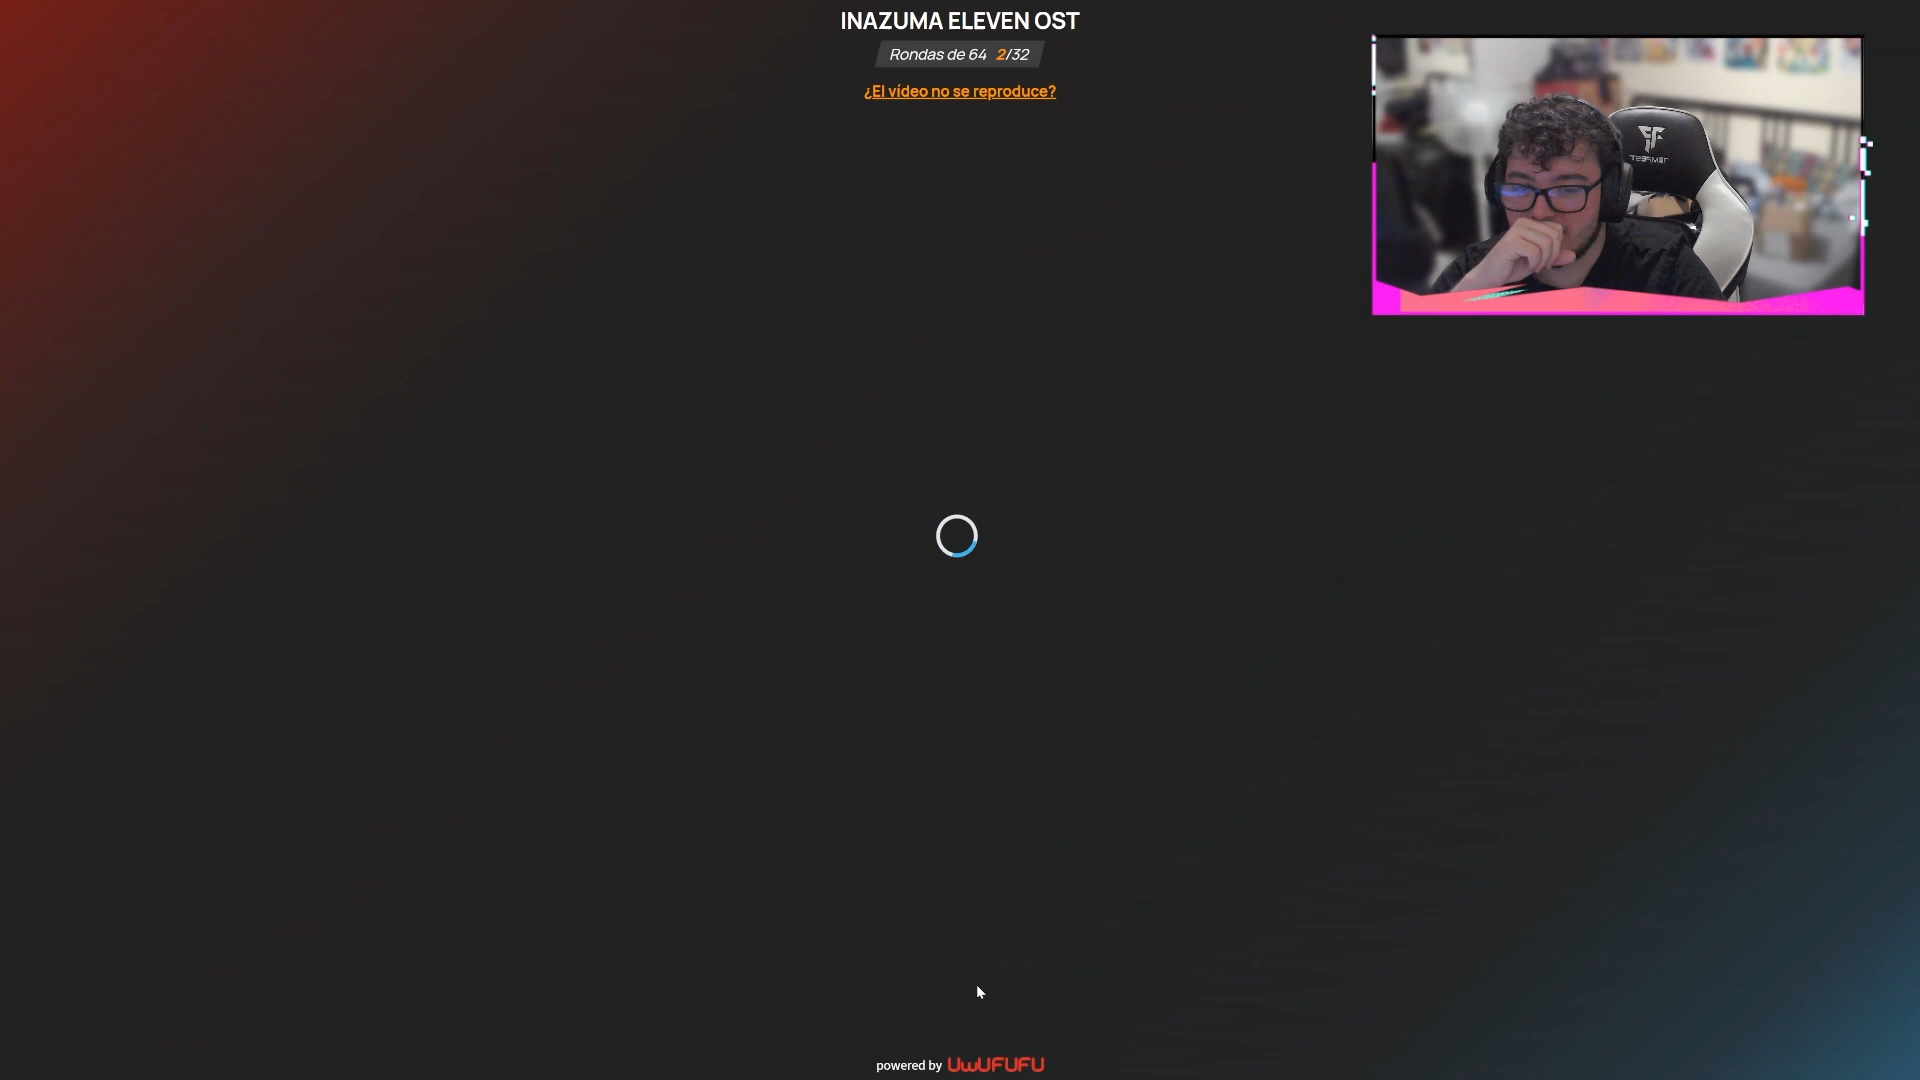 INAZUMA ELEVEN OST
Rondas de 64 2/32
¿El vídeo no se reproduce?
powered by UwUFUFU